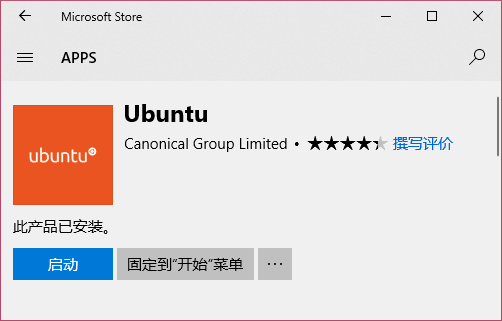 Microsoft Store
APPS
ubuntu
Ubuntu
Canonical Group Limited • 撰写评价
此产品已安装。
启动
固定到“开始”菜单
···